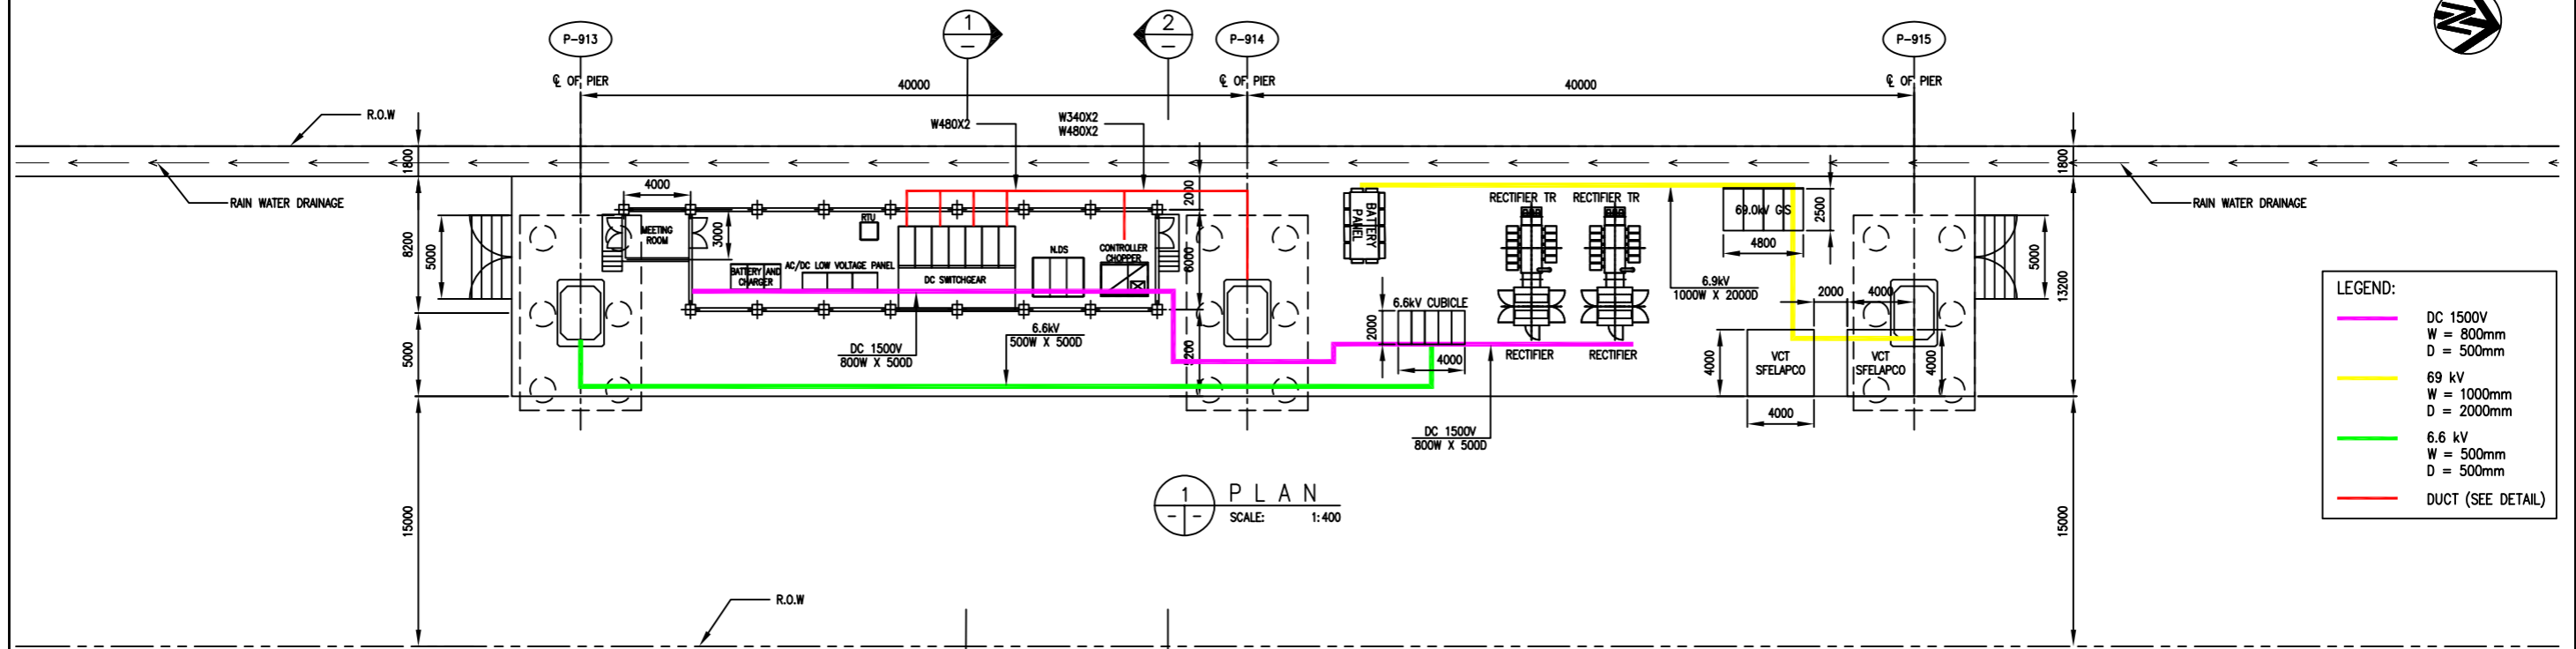 1
–
2
–
P-913
P-914
P-915
N
℄ OF PIER
℄ OF PIER
℄ OF PIER
40000
40000
R.O.W
W480X2
W340X2
W480X2
1800
1800
RAIN WATER DRAINAGE
RAIN WATER DRAINAGE
4000
2000
8200
5000
MEETING
ROOM
3000
RTU
BATTERY AND
CHARGER
AC/DC LOW VOLTAGE PANEL
DC SWITCHGEAR
N.DS
CONTROLLER
CHOPPER
6000
BATTERY
PANEL
RECTIFIER TR
RECTIFIER TR
69.0kV GIS
2500
4800
5000
13200
6.9kV
1000W X 2000D
2000
4000
6.6kV CUBICLE
2000
4000
RECTIFIER
RECTIFIER
VCT
SFELAPCO
VCT
SFELAPCO
4000
4000
4000
5000
DC 1500V
800W X 500D
6.6kV
500W X 500D
DC 1500V
800W X 500D
15000
15000
1
- -
PLAN
SCALE: 1:400
R.O.W
LEGEND:
DC 1500V
W = 800mm
D = 500mm
69 kV
W = 1000mm
D = 2000mm
6.6 kV
W = 500mm
D = 500mm
DUCT (SEE DETAIL)